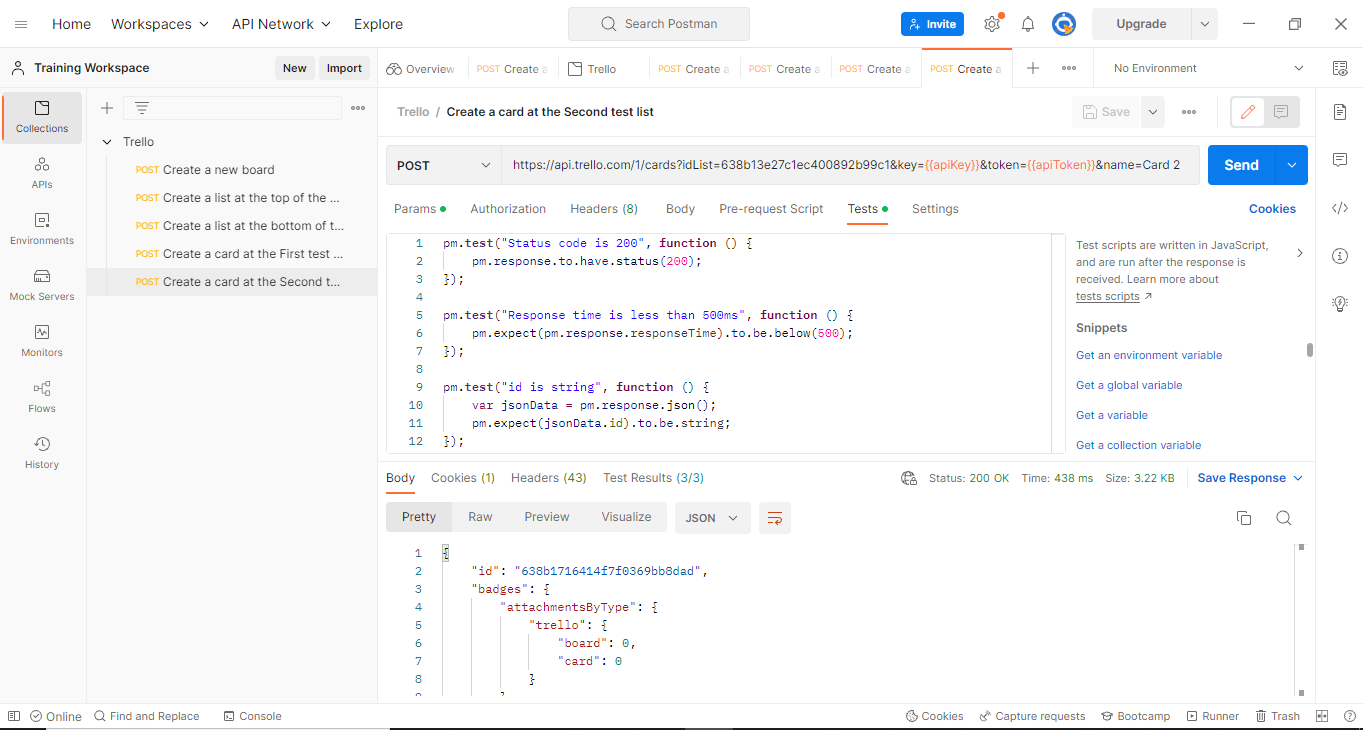 Home Workspaces API Network Explore Search Postman Invite Upgrade
Training Workspace New Import Overview POST Create a Trello POST Create a POST Create a POST Create a POST Create a No Environment
Collections
APIs
Environments
Mock Servers
Monitors
Flows
History
Trello
POST Create a new board
POST Create a list at the top of the ...
POST Create a list at the bottom of t...
POST Create a card at the First test ...
POST Create a card at the Second t...
Trello / Create a card at the Second test list Save
POST https://api.trello.com/1/cards?idList=638b13e27c1ec400892b99c1&key={{apiKey}}&token={{apiToken}}&name=Card 2 Send
Params Authorization Headers (8) Body Pre-request Script Tests Settings Cookies
1 pm.test("Status code is 200", function () {
2 pm.response.to.have.status(200);
3 });
4
5 pm.test("Response time is less than 500ms", function () {
6 pm.expect(pm.response.responseTime).to.be.below(500);
7 });
8
9 pm.test("id is string", function () {
10 var jsonData = pm.response.json();
11 pm.expect(jsonData.id).to.be.string;
12 });
Test scripts are written in JavaScript,
and are run after the response is
received. Learn more about
tests scripts ↗
Snippets
Get an environment variable
Get a global variable
Get a variable
Get a collection variable
Body Cookies (1) Headers (43) Test Results (3/3) Status: 200 OK Time: 438 ms Size: 3.22 KB Save Response
Pretty Raw Preview Visualize JSON
1 {
2 "id": "638b1716414f7f0369bb8dad",
3 "badges": {
4 "attachmentsByType": {
5 "trello": {
6 "board": 0,
7 "card": 0
8 }
Online Find and Replace Console Cookies Capture requests Bootcamp Runner Trash